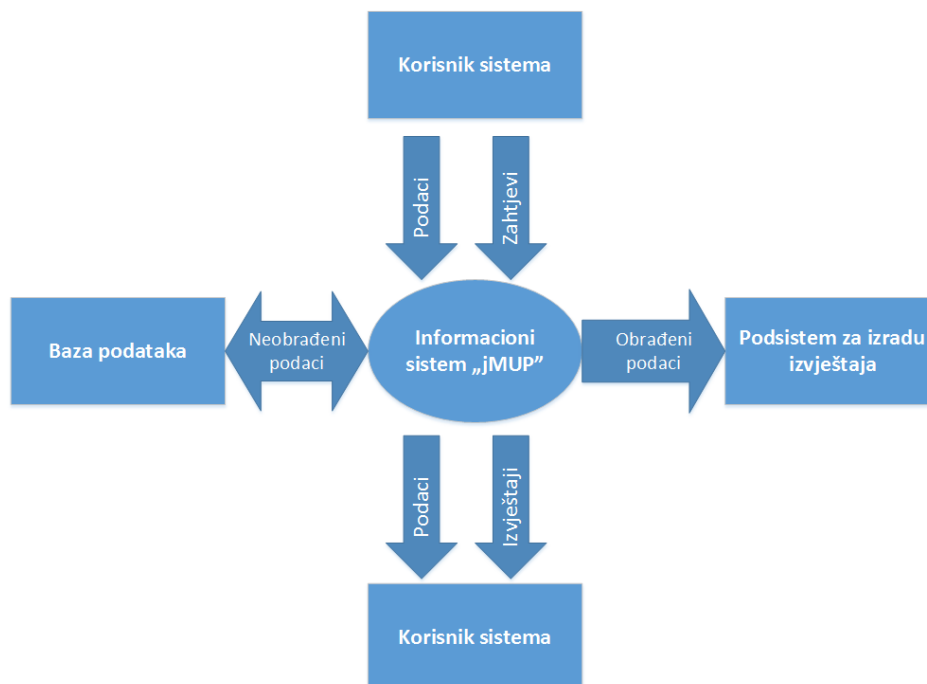 Korisnik sistema
Podaci
Zahtjevi
Baza podataka
Neobrađeni
podaci
Informacioni
sistem „jMUP”
Obrađeni
podaci
Podsistem za izradu
izvještaja
Podaci
Izvještaji
Korisnik sistema